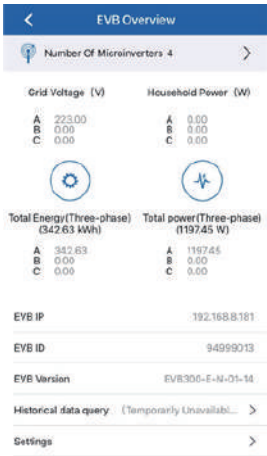 EVB Overview
Number Of Microinverters 4
Grid Voltage (V) Household Power (W)
A 223.00 A 0.00
B 0.00 B 0.00
C 0.00 C 0.00
Total Energy(Three-phase) Total power(Three-phase)
(342.63 kWh) (1197.45 W)
A 342.63 A 1197.45
B 0.00 B 0.00
C 0.00 C 0.00
EVB IP 192.168.8.181
EVB ID 94999013
EVB Version EVB300-E-N-01-14
Historical data query (Temporarily Unavailabl...
Settings